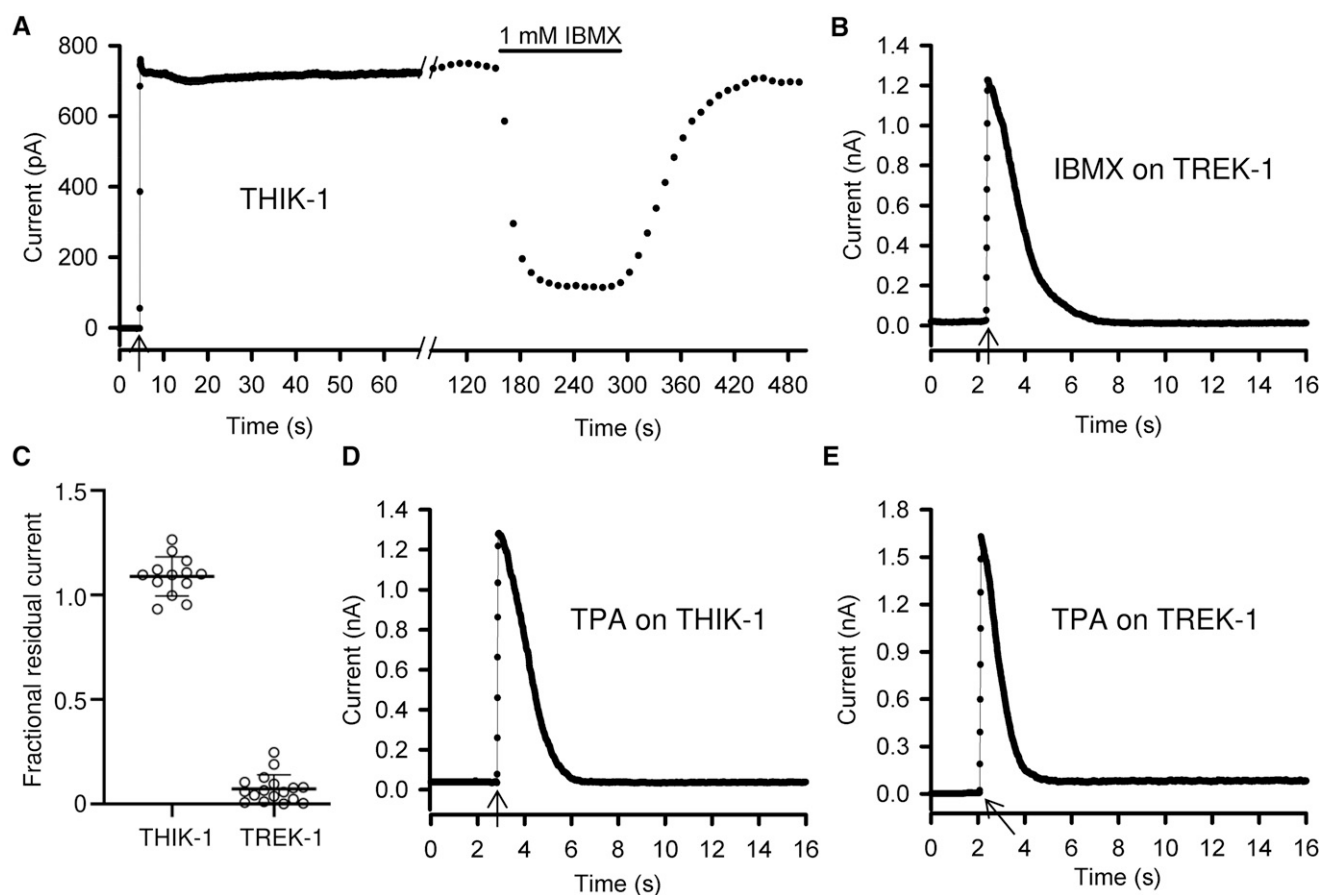 A
1 mM IBMX
800
600
400
200
0
Current (pA)
THIK-1
0 10 20 30 40 50 60 120 180 240 300 360 420 480
Time (s) Time (s)
B
1.4
1.2
1.0
0.8
0.6
0.4
0.2
0.0
Current (nA)
IBMX on TREK-1
0 2 4 6 8 10 12 14 16
Time (s)
C
1.5
1.0
0.5
0
Fractional residual current
THIK-1 TREK-1
D
1.4
1.2
1.0
0.8
0.6
0.4
0.2
0.0
Current (nA)
TPA on THIK-1
0 2 4 6 8 10 12 14 16
Time (s)
E
1.8
1.5
1.2
0.9
0.6
0.3
0.0
Current (nA)
TPA on TREK-1
0 2 4 6 8 10 12 14 16
Time (s)